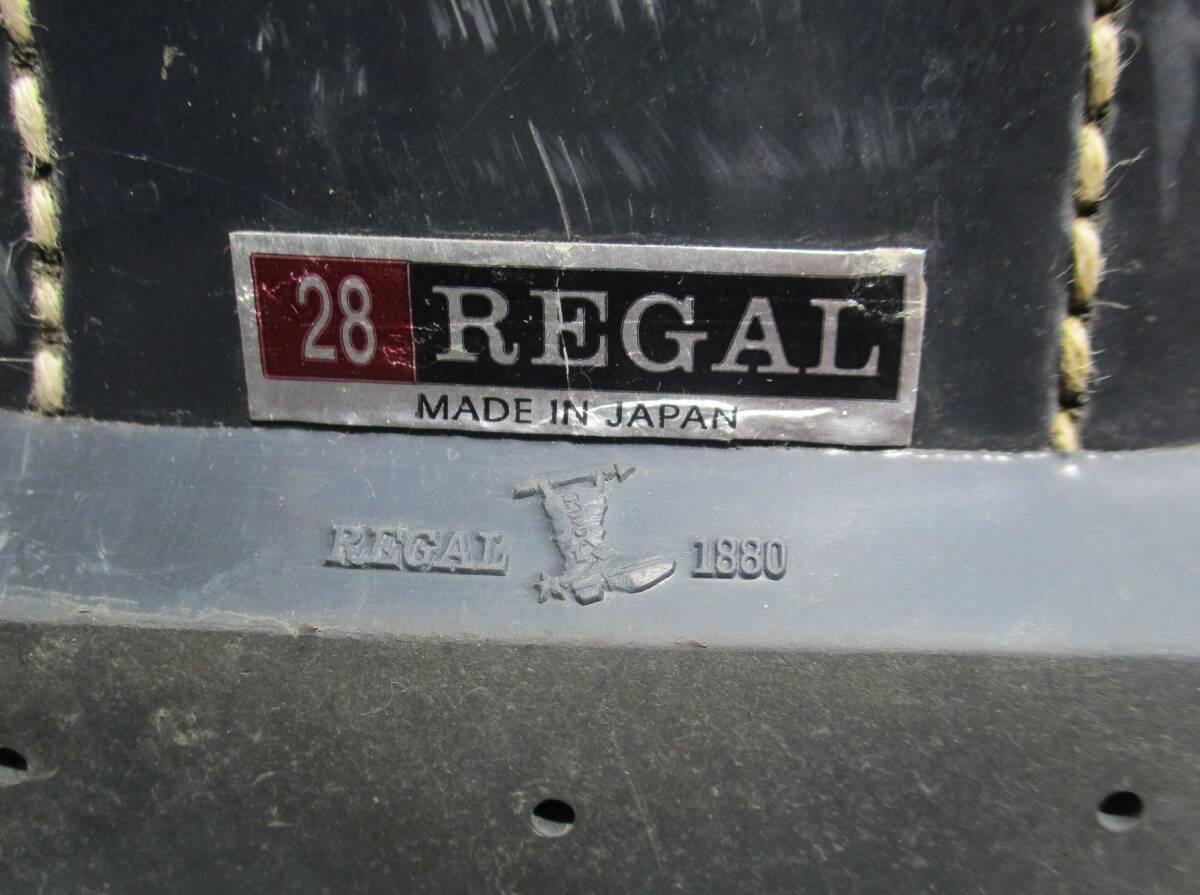 28 REGAL
MADE IN JAPAN
REGAL 1880